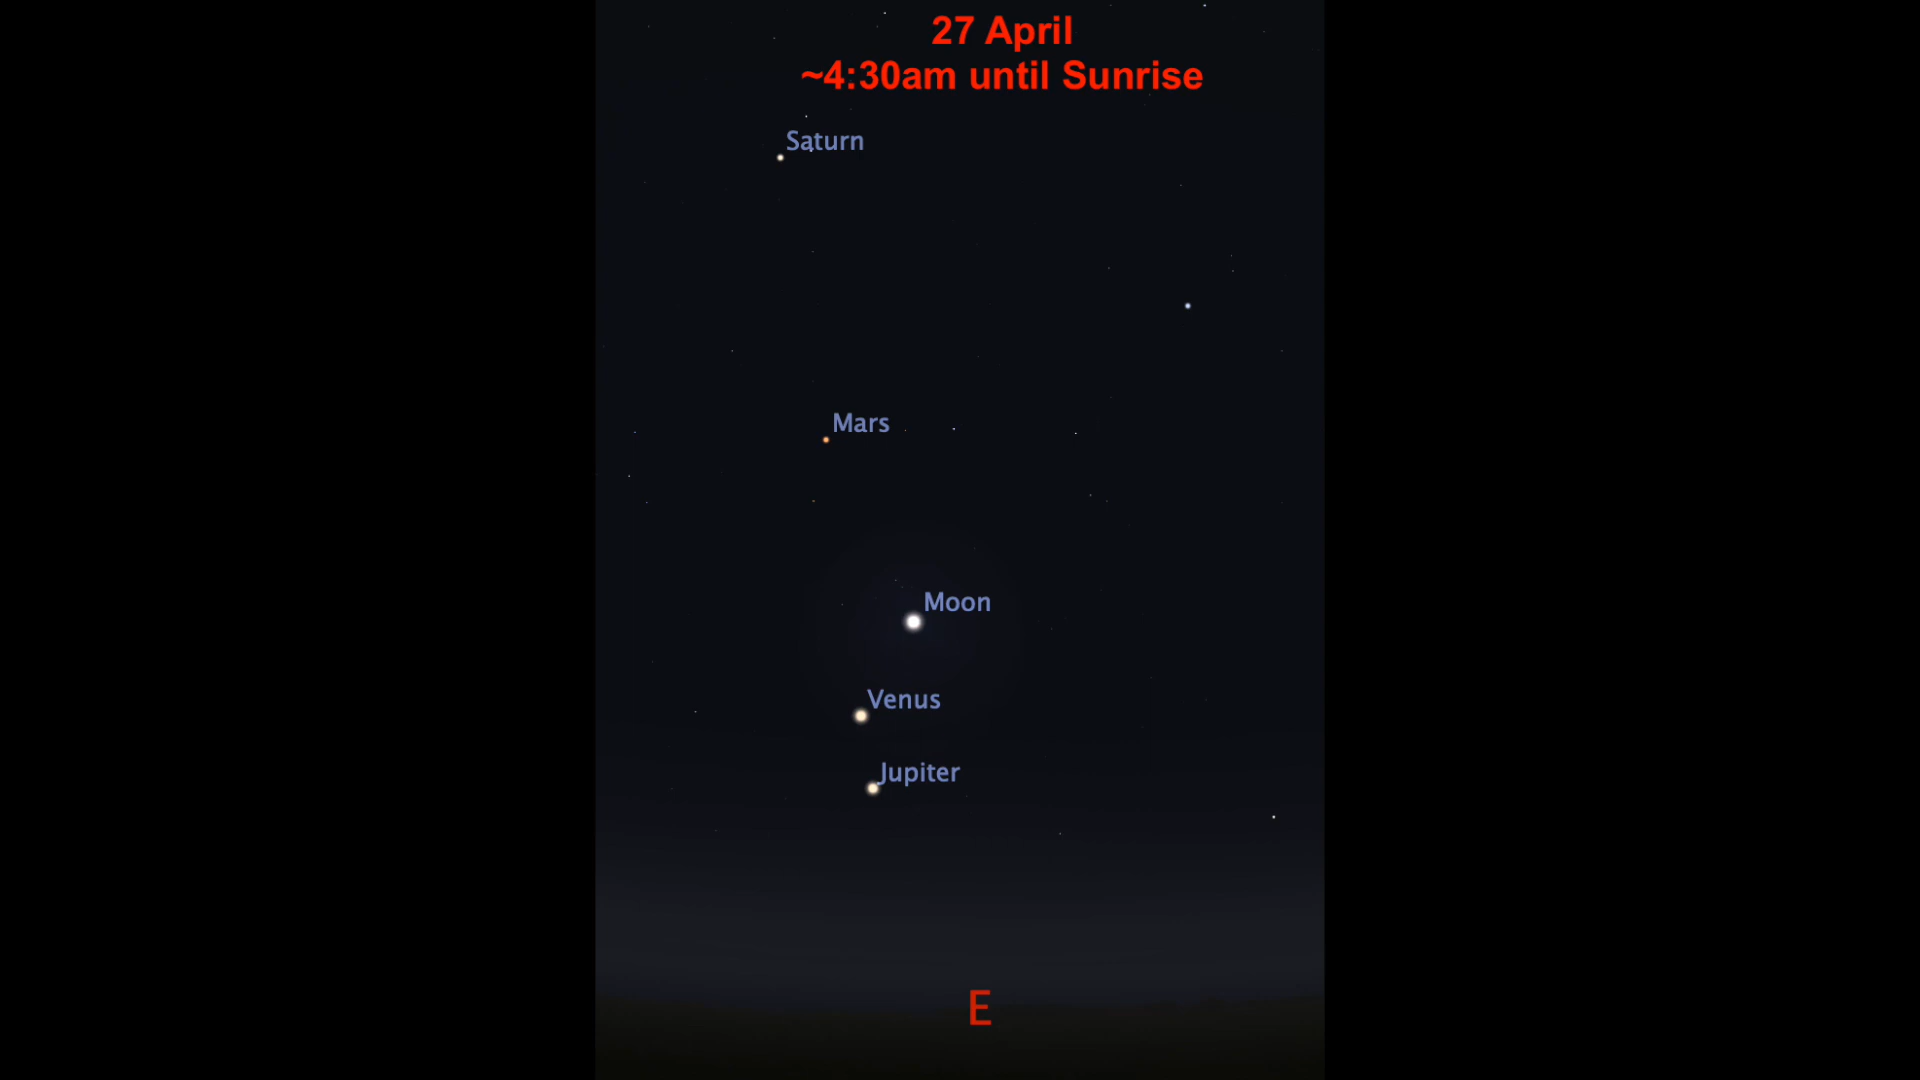 27 April
~4:30am until Sunrise
Saturn
Mars
Moon
Venus
Jupiter
E